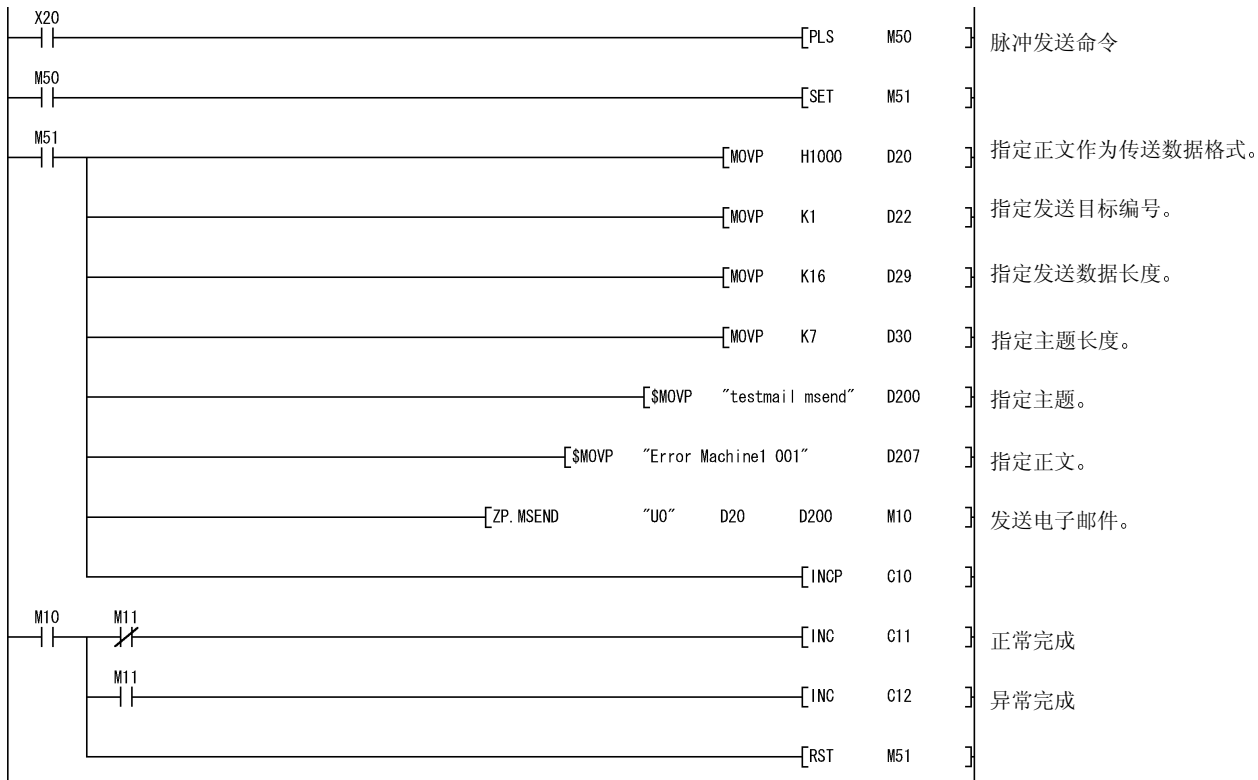 X20
PLS M50 脉冲发送命令
M50
SET M51
M51
MOVP H1000 D20 指定正文作为传送数据格式。
MOVP K1 D22 指定发送目标编号。
MOVP K16 D29 指定发送数据长度。
MOVP K7 D30 指定主题长度。
$MOVP "testmail msend" D200 指定主题。
$MOVP "Error Machine1 001" D207 指定正文。
ZP.MSEND "U0" D20 D200 M10 发送电子邮件。
INCP C10
M10 M11
INC C11 正常完成
M11
INC C12 异常完成
RST M51